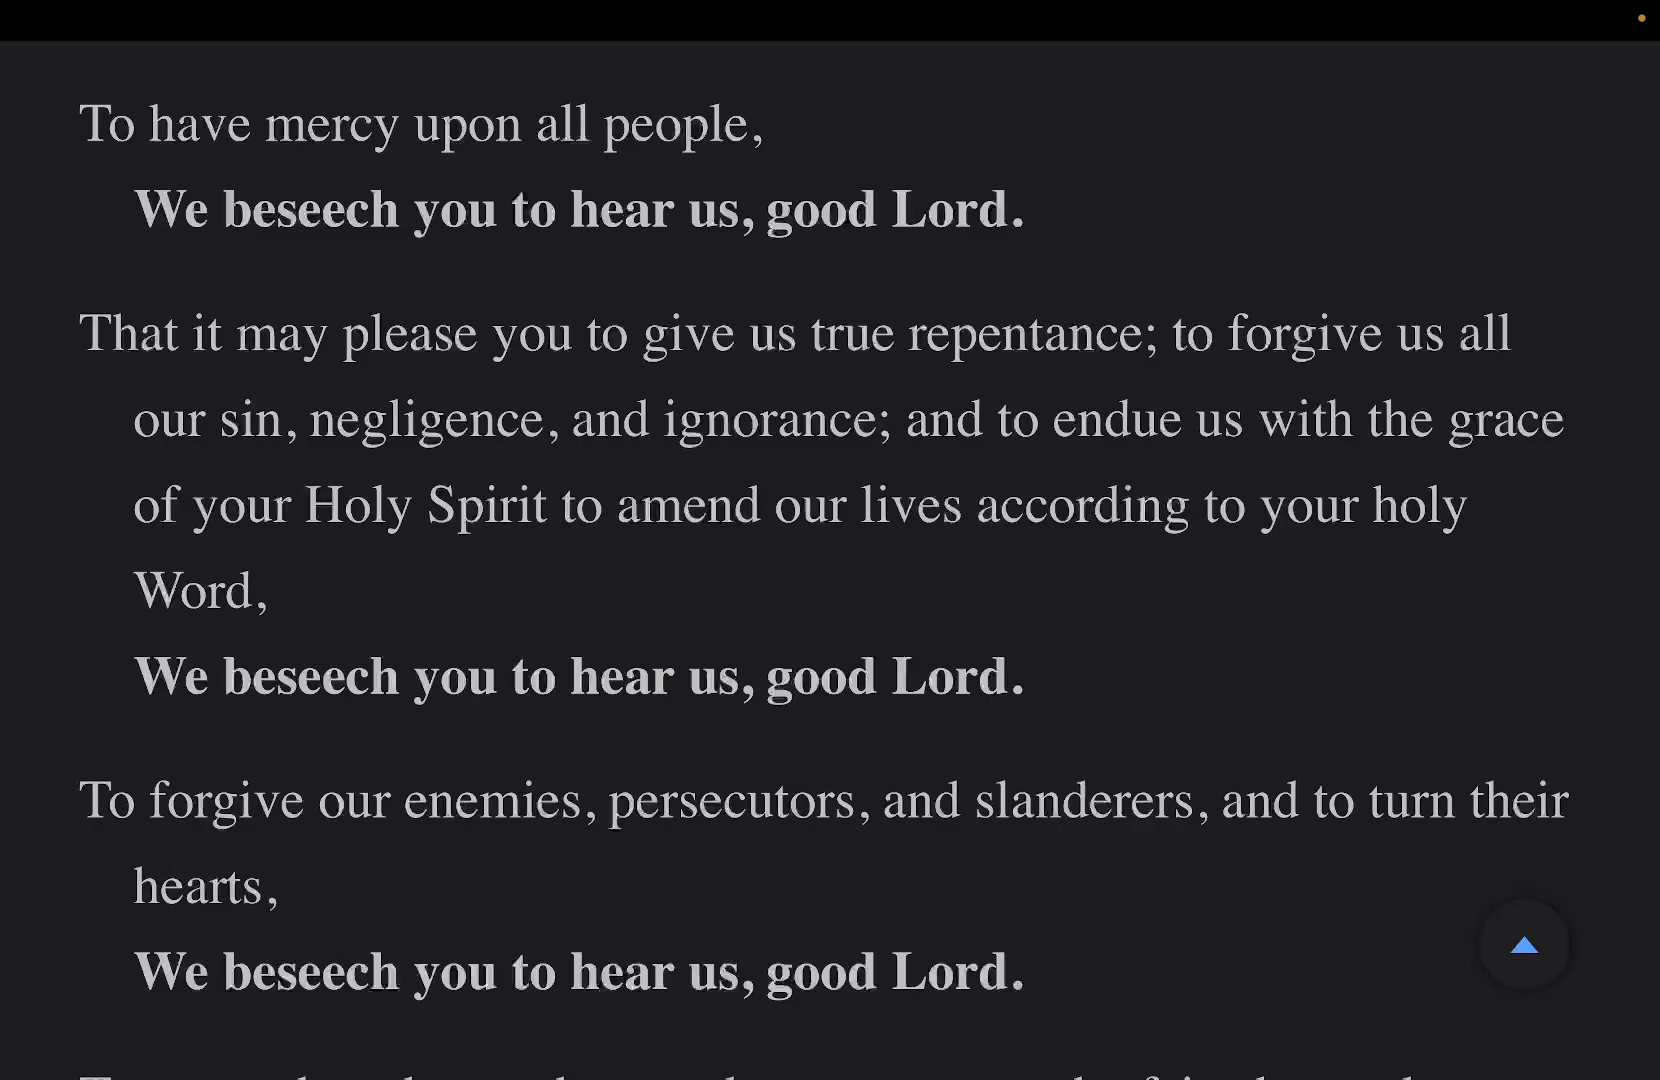 To have mercy upon all people,
We beseech you to hear us, good Lord.
That it may please you to give us true repentance; to forgive us all
our sin, negligence, and ignorance; and to endue us with the grace
of your Holy Spirit to amend our lives according to your holy
Word,
We beseech you to hear us, good Lord.
To forgive our enemies, persecutors, and slanderers, and to turn their
hearts,
We beseech you to hear us, good Lord.